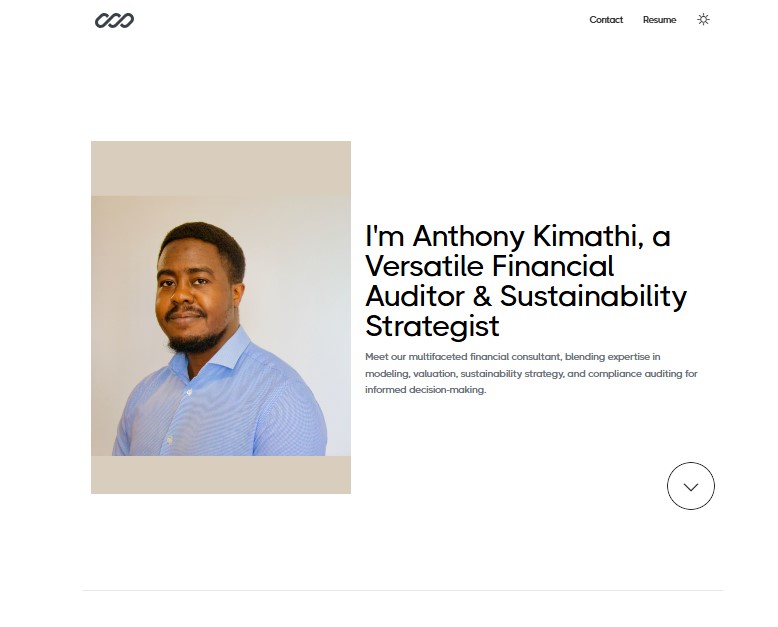 Contact Resume
I'm Anthony Kimathi, a
Versatile Financial
Auditor & Sustainability
Strategist
Meet our multifaceted financial consultant, blending expertise in
modeling, valuation, sustainability strategy, and compliance auditing for
informed decision-making.